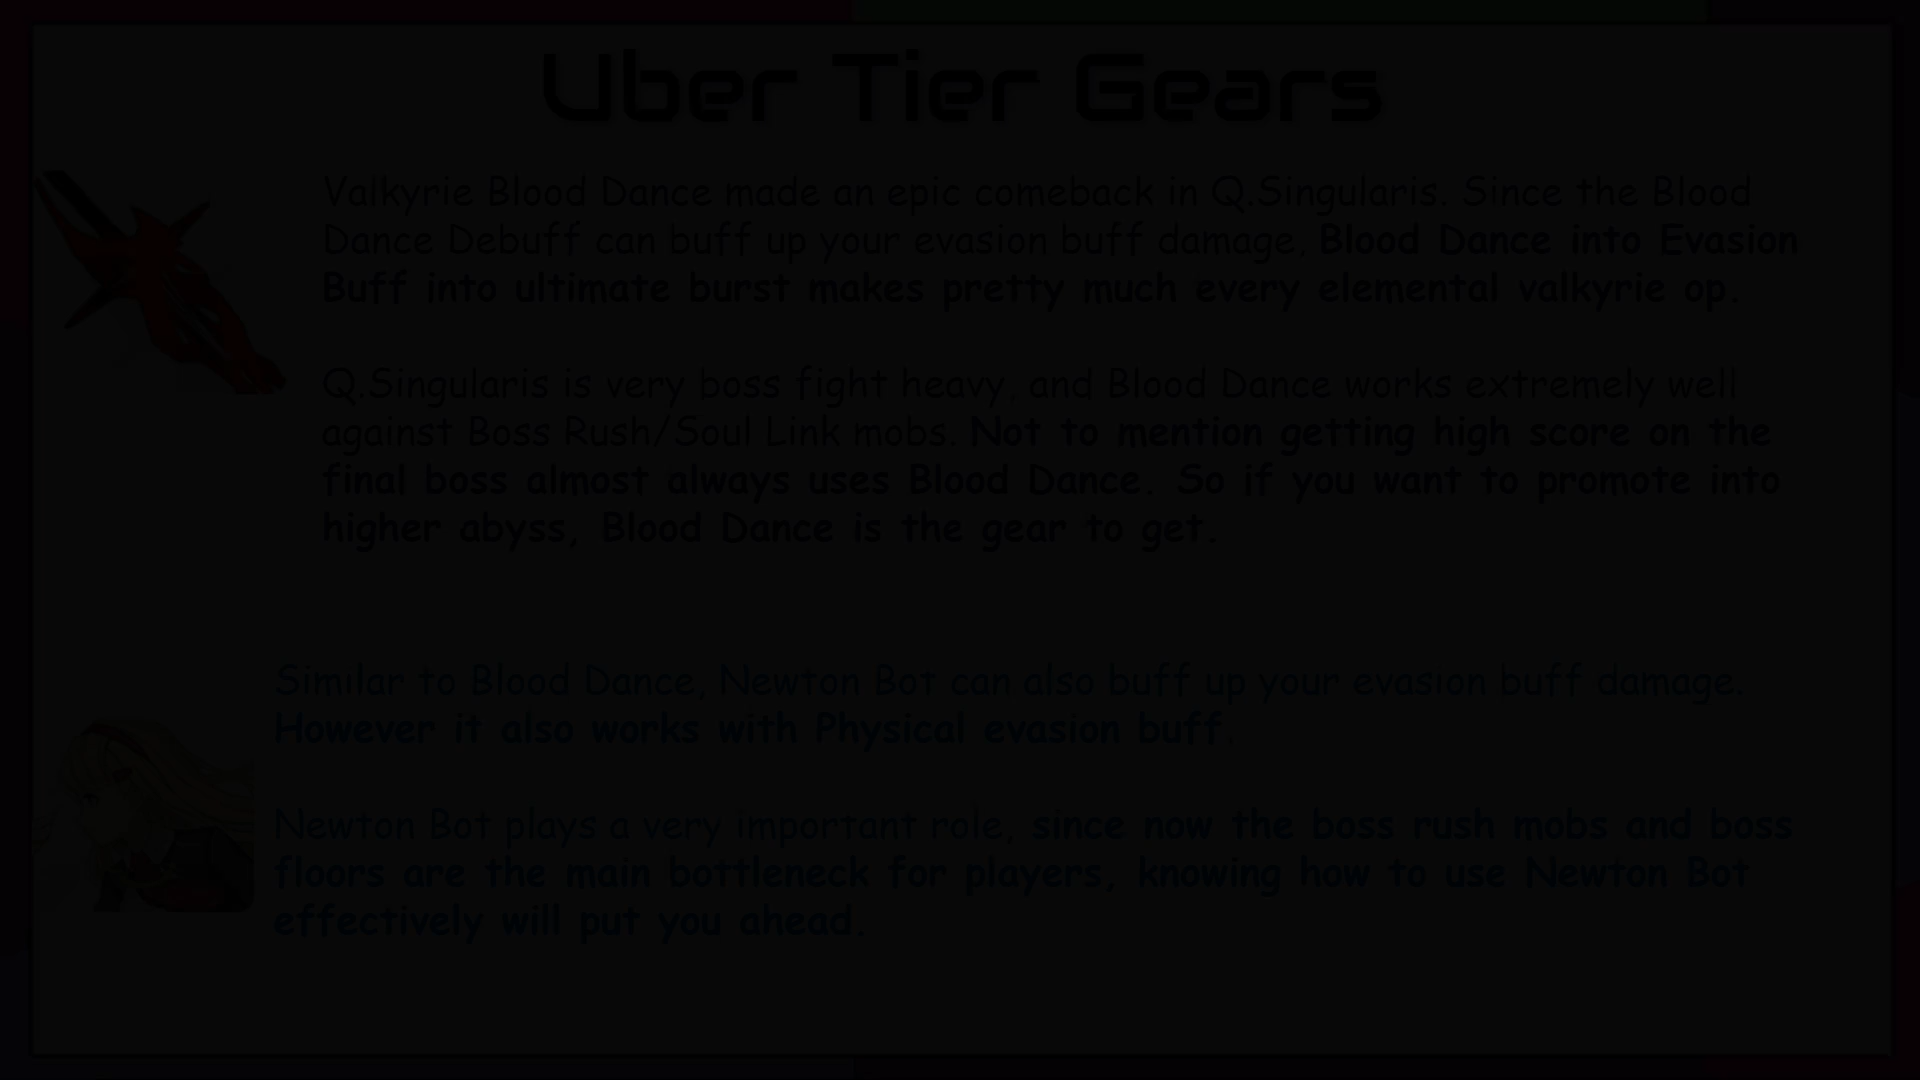 Uber Tier Gears
Valkyrie Blood Dance made an epic comeback in Q.Singularis. Since the Blood
Dance Debuff can buff up your evasion buff damage, Blood Dance into Evasion
Buff into ultimate burst makes pretty much every elemental valkyrie op.
Q.Singularis is very boss fight heavy, and Blood Dance works extremely well
against Boss Rush/Soul Link mobs. Not to mention getting high score on the
final boss almost always uses Blood Dance. So if you want to promote into
higher abyss, Blood Dance is the gear to get.
Similar to Blood Dance, Newton Bot can also buff up your evasion buff damage.
However it also works with Physical evasion buff.
Newton Bot plays a very important role, since now the boss rush mobs and boss
floors are the main bottleneck for players, knowing how to use Newton Bot
effectively will put you ahead.